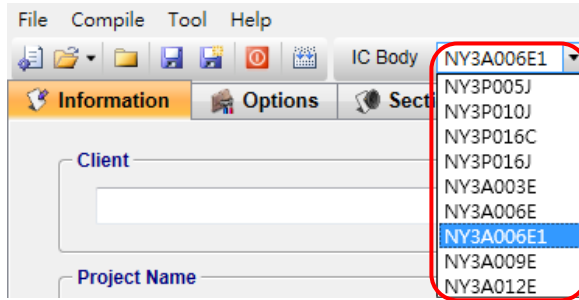 File Compile Tool Help
IC Body NY3A006E1
NY3P005J
Information Options Secti
NY3P010J
NY3P016C
NY3P016J
Client
NY3A003E
NY3A006E
NY3A006E1
NY3A009E
Project Name
NY3A012E